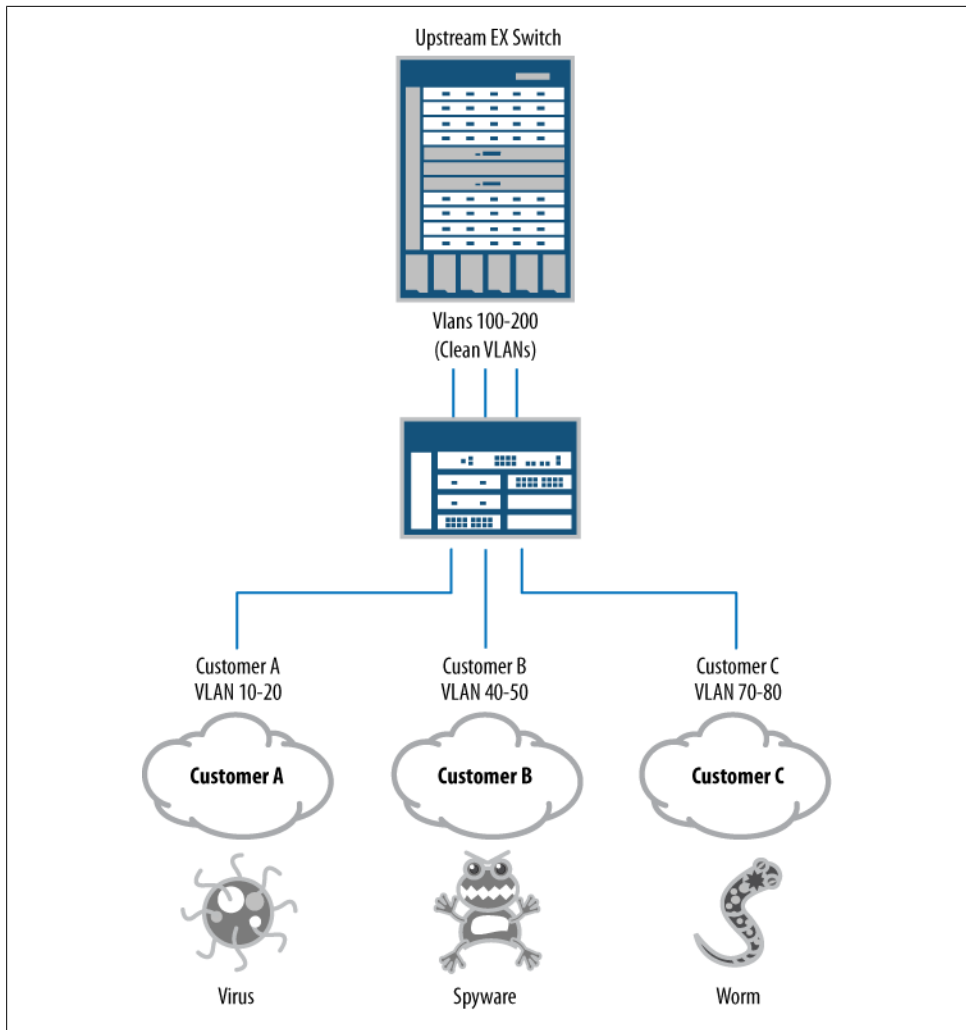 Upstream EX Switch
Vlans 100-200
(Clean VLANs)
Customer A
VLAN 10-20
Customer B
VLAN 40-50
Customer C
VLAN 70-80
Customer A
Customer B
Customer C
Virus
Spyware
Worm